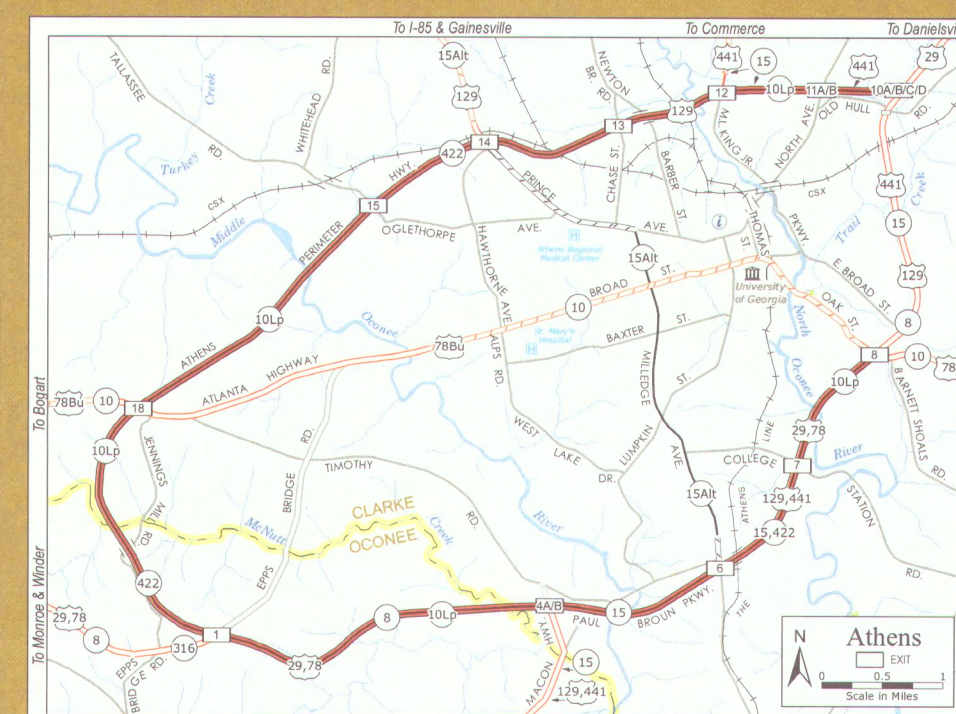 To I-85 & Gainesville
To Commerce
To Danielsvi
TALLASSEE
RD.
Creek
Turkey
WHITEHEAD RD.
15Alt
129
NEWTON
BR.
RD.
441
15
10Lp
12
11A/B
441
10A/B/C/D
29
OLD HULL RD.
129
13
14
422
HWY.
PERIMETER
15
CSX
Middle
OGLETHORPE AVE.
PRINCE AVE.
CHASE ST.
BARBER ST.
M.L. KING JR. PKWY.
NORTH AVE.
CSX
441
Creek
Trail
15
129
i
H
Athens Regional
Medical Center
THOMAS ST.
University
of Georgia
E. BROAD ST.
OAK ST.
8
15Alt
HAWTHORNE AVE
10
BROAD ST.
10Lp
Oconee
78Bu
H
St. Mary's
Hospital
BAXTER ST.
ALPS RD.
MILLEDGE AVE.
North
Oconee
River
8
10
78
10Lp
ATHENS
ATLANTA HIGHWAY
To Bogart
78Bu
10
18
10Lp
JENNINGS MILL RD
BRIDGE RD.
EPPS
TIMOTHY RD.
WEST LAKE DR.
LUMPKIN ST.
29,78
COLLEGE STATION RD.
7
LINE
ATHENS
THE
BARNETT SHOALS RD.
129,441
15,422
15Alt
River
CLARKE
OCONEE
McNutt Creek
To Monroe & Winder
422
29,78
8
316
1
EPPS
BRIDGE RD.
29,78
8
10Lp
4A/B
PAUL BROUN PKWY.
15
6
MACON HWY.
15
129,441
N
Athens
EXIT
0 0.5 1
Scale in Miles